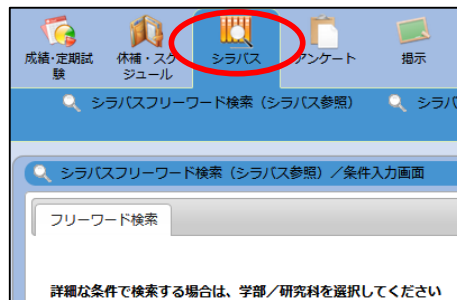 成績・定期試験
休補・スケジュール
シラバス
アンケート
掲示
シラバスフリーワード検索（シラバス参照）
シラバ
シラバスフリーワード検索（シラバス参照）／条件入力画面
フリーワード検索
詳細な条件で検索する場合は、学部／研究科を選択してください